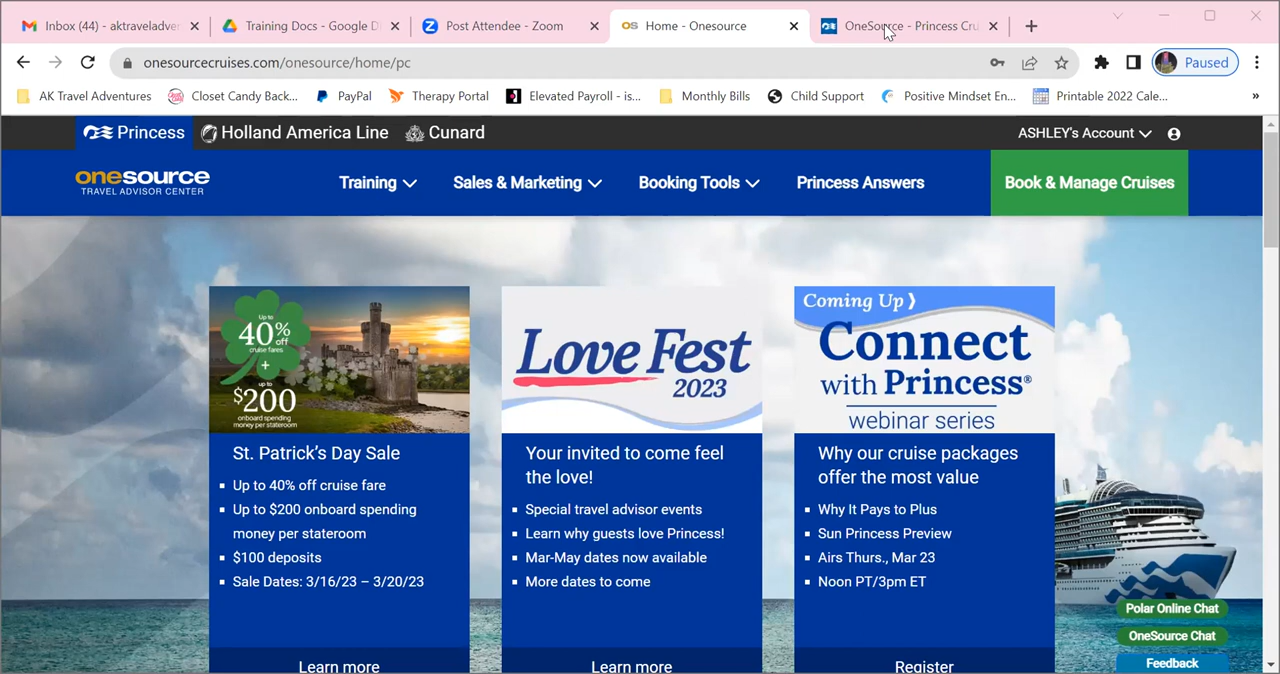 Inbox (44) - aktraveladver
Training Docs - Google D
Post Attendee - Zoom
OS Home - Onesource
OneSource - Princess Cru
onesourcecruises.com/onesource/home/pc
Paused
AK Travel Adventures
Closet Candy Back...
PayPal
Therapy Portal
Elevated Payroll - is...
Monthly Bills
Child Support
Positive Mindset En...
Printable 2022 Cale...
»
Princess
Holland America Line
Cunard
ASHLEY's Account
onesource
TRAVEL ADVISOR CENTER
Training
Sales & Marketing
Booking Tools
Princess Answers
Book & Manage Cruises
Up to
40%
off
cruise fares
+
up to
$200
onboard spending
money per stateroom
St. Patrick's Day Sale
Up to 40% off cruise fare
Up to $200 onboard spending
money per stateroom
$100 deposits
Sale Dates: 3/16/23 – 3/20/23
Learn more
Love Fest
2023
Your invited to come feel
the love!
Special travel advisor events
Learn why guests love Princess!
Mar-May dates now available
More dates to come
Learn more
Coming Up ❯
Connect
with Princess®
webinar series
Why our cruise packages
offer the most value
Why It Pays to Plus
Sun Princess Preview
Airs Thurs., Mar 23
Noon PT/3pm ET
Register
Polar Online Chat
OneSource Chat
Feedback